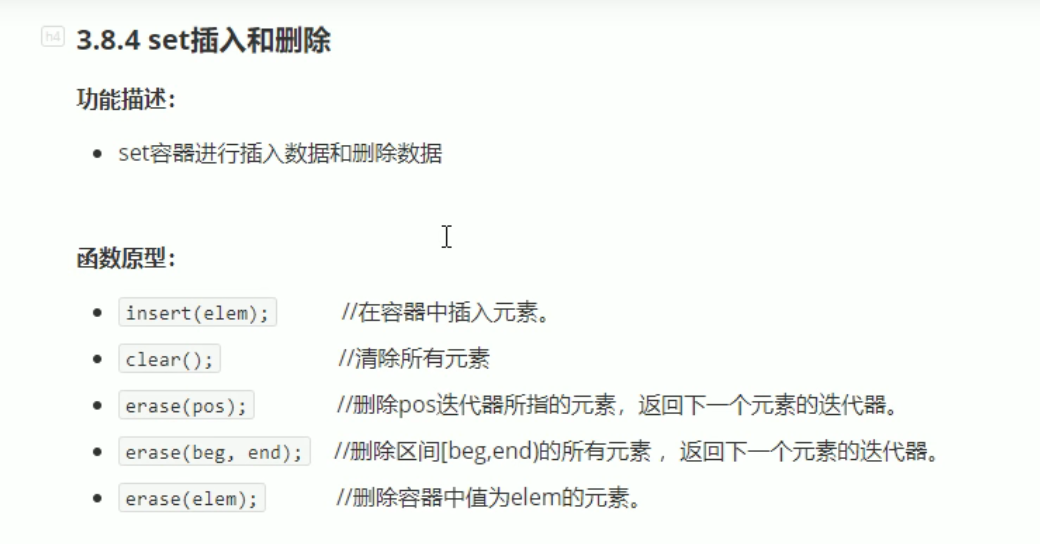 h4
3.8.4 set插入和删除
功能描述：
set容器进行插入数据和删除数据
函数原型：
insert(elem); //在容器中插入元素。
clear(); //清除所有元素
erase(pos); //删除pos迭代器所指的元素，返回下一个元素的迭代器。
erase(beg, end); //删除区间[beg,end)的所有元素 ，返回下一个元素的迭代器。
erase(elem); //删除容器中值为elem的元素。